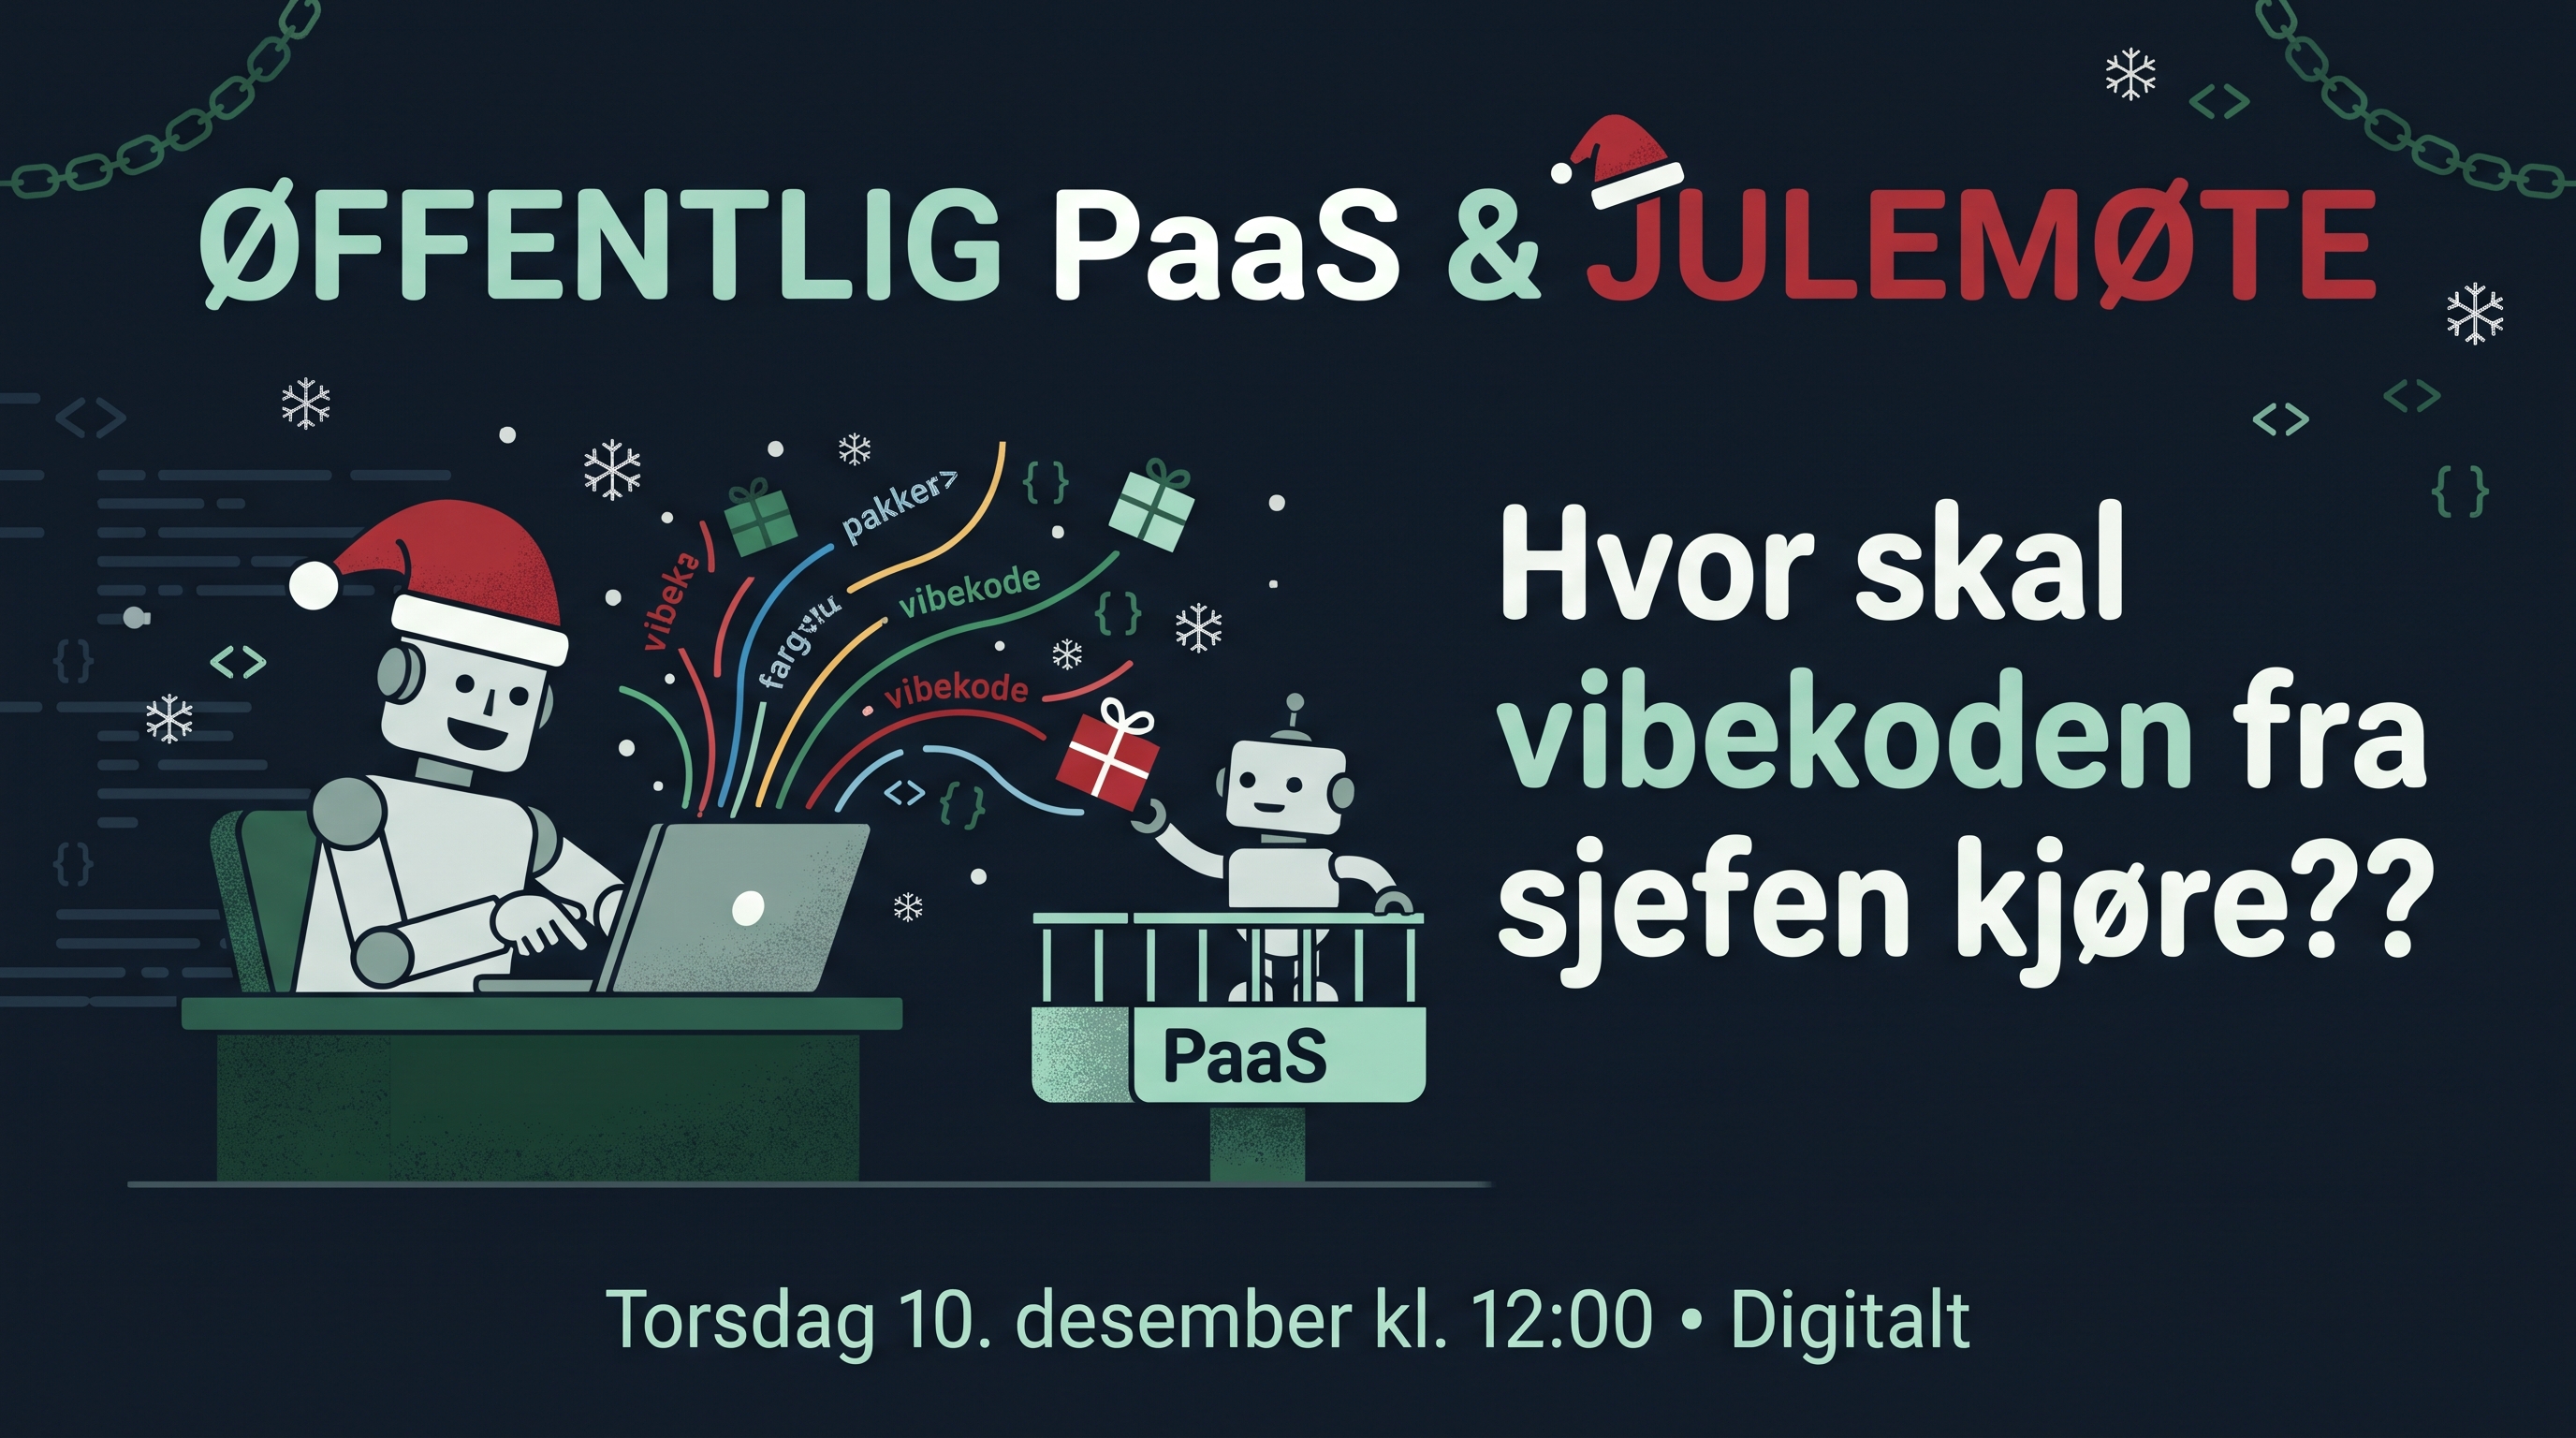 ØFFENTLIG PaaS & JULEMØTE
pakker>
vibeka
vibekode
vibekode
Hvor skal
vibekoden fra
sjefen kjøre??
PaaS
Torsdag 10. desember kl. 12:00 • Digitalt